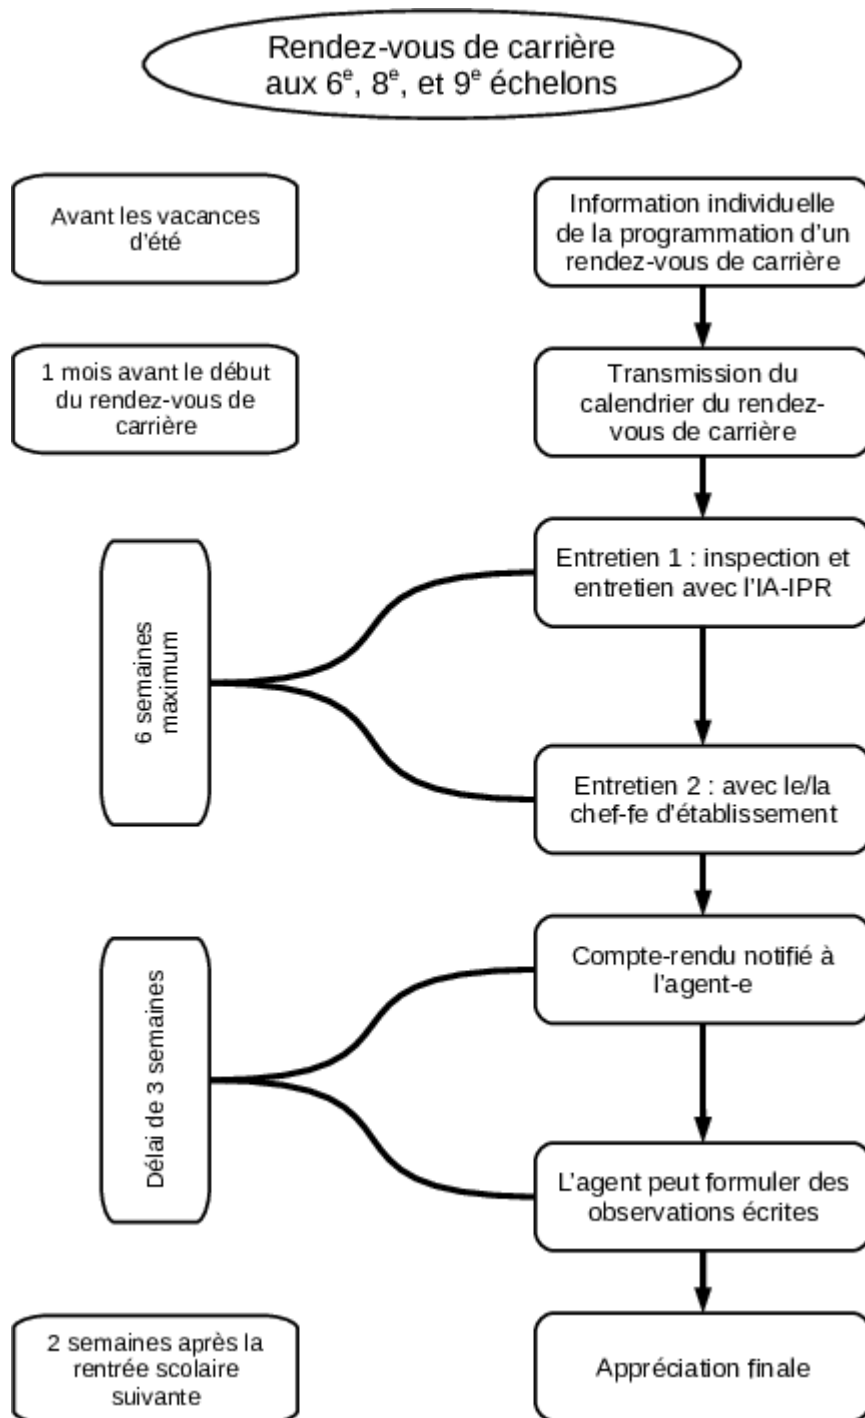 Rendez-vous de carrière
aux 6e, 8e, et 9e échelons
Avant les vacances
d'été
Information individuelle
de la programmation d'un
rendez-vous de carrière
1 mois avant le début
du rendez-vous de
carrière
Transmission du
calendrier du rendez-
vous de carrière
6 semaines
maximum
Entretien 1 : inspection et
entretien avec l'IA-IPR
Entretien 2 : avec le/la
chef-fe d'établissement
Délai de 3 semaines
Compte-rendu notifié à
l'agent-e
L'agent peut formuler des
observations écrites
2 semaines après la
rentrée scolaire
suivante
Appréciation finale